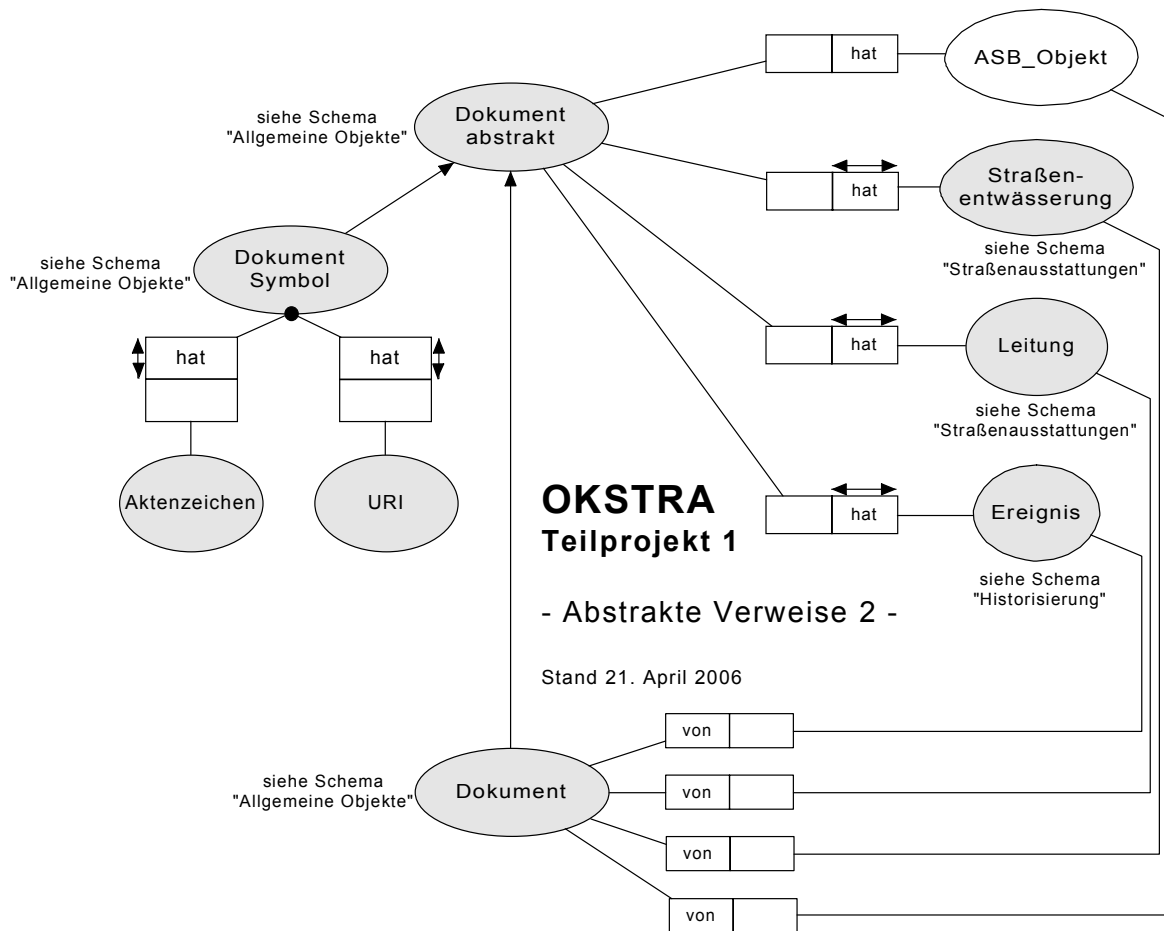 hat
ASB_Objekt
siehe Schema
"Allgemeine Objekte"
Dokument
abstrakt
hat
Straßen-
entwässerung
siehe Schema
"Straßenausstattungen"
siehe Schema
"Allgemeine Objekte"
Dokument
Symbol
hat
hat
hat
Leitung
siehe Schema
"Straßenausstattungen"
Aktenzeichen
URI
OKSTRA
Teilprojekt 1
hat
Ereignis
siehe Schema
"Historisierung"
- Abstrakte Verweise 2 -
Stand 21. April 2006
von
siehe Schema
"Allgemeine Objekte"
Dokument
von
von
von